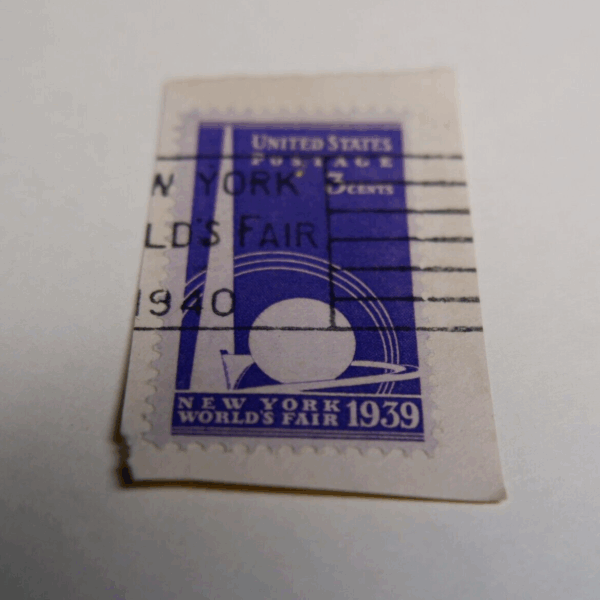 UNITED STATES
POSTAGE
3 CENTS
N YORK
LD'S FAIR
1940
NEW YORK
WORLD'S FAIR 1939